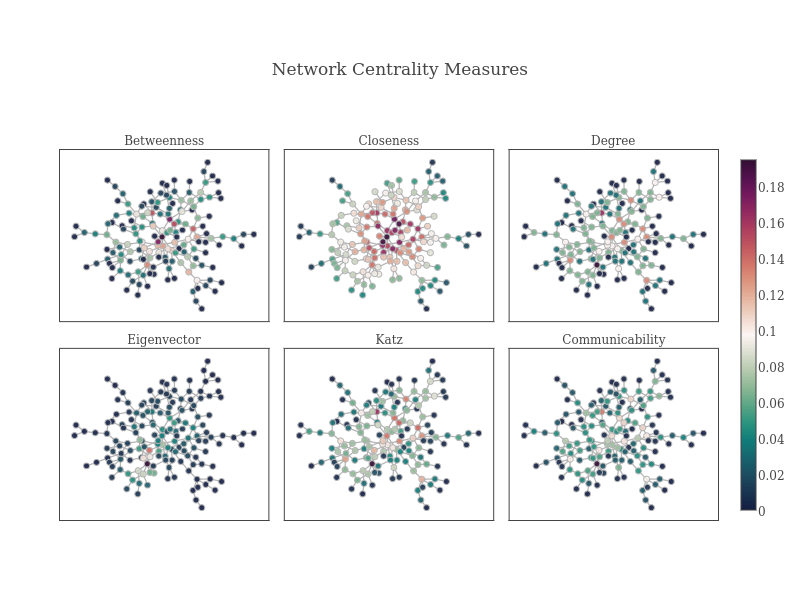 Network Centrality Measures
Betweenness
Closeness
Degree
Eigenvector
Katz
Communicability
0.18
0.16
0.14
0.12
0.1
0.08
0.06
0.04
0.02
0